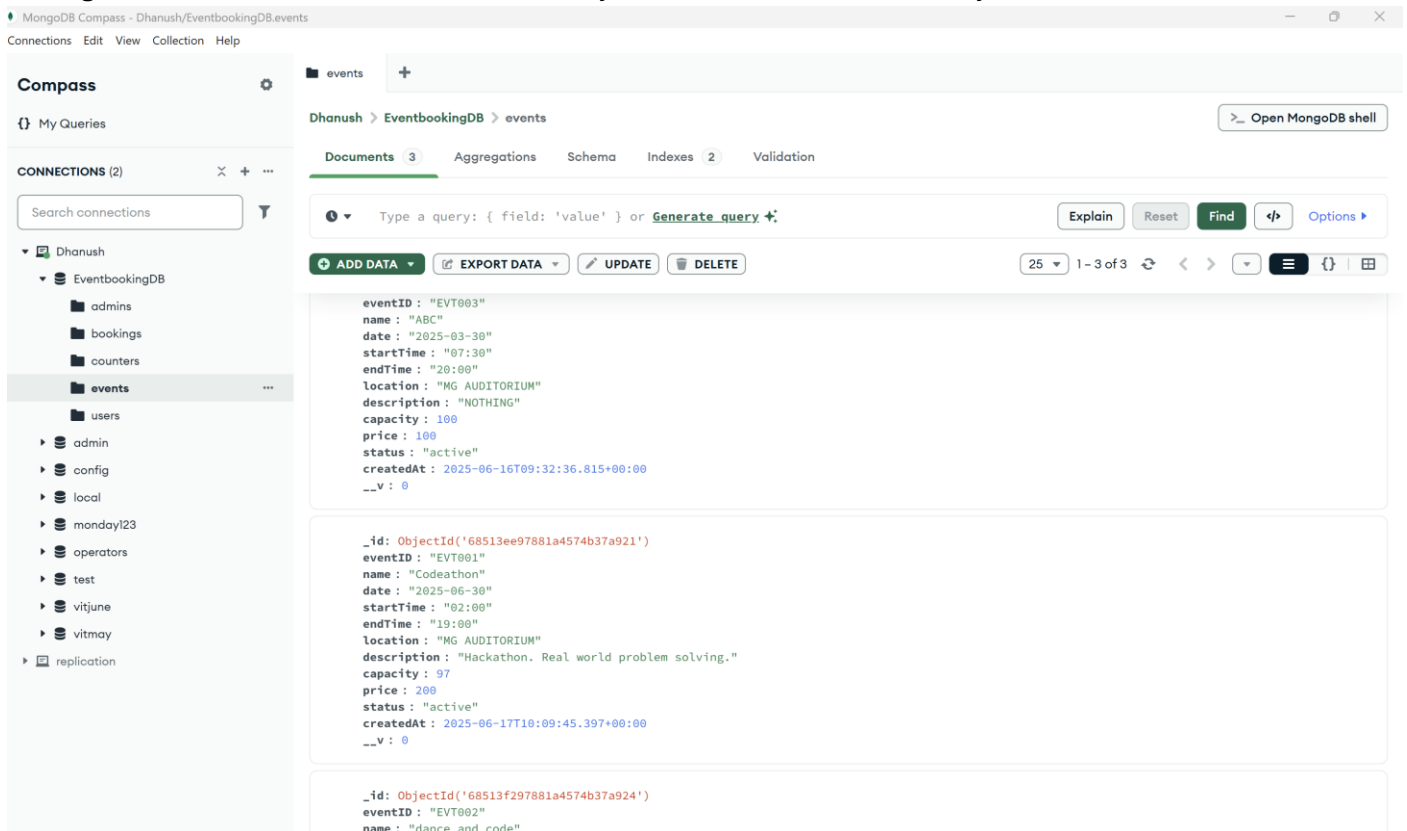 MongoDB Compass - Dhanush/EventbookingDB.events
Connections Edit View Collection Help
Compass
{} My Queries
CONNECTIONS (2)
Search connections
Dhanush
EventbookingDB
admins
bookings
counters
events
users
admin
config
local
monday123
operators
test
vitjune
vitmay
replication
events
Dhanush > EventbookingDB > events
>_ Open MongoDB shell
Documents 3 Aggregations Schema Indexes 2 Validation
Type a query: { field: 'value' } or Generate query
Explain Reset Find </> Options
ADD DATA EXPORT DATA UPDATE DELETE
25 1 – 3 of 3 {}
eventID : "EVT003"
name : "ABC"
date : "2025-03-30"
startTime : "07:30"
endTime : "20:00"
location : "MG AUDITORIUM"
description : "NOTHING"
capacity : 100
price : 100
status : "active"
createdAt : 2025-06-16T09:32:36.815+00:00
__v : 0
_id: ObjectId('68513ee97881a4574b37a921')
eventID : "EVT001"
name : "Codeathon"
date : "2025-06-30"
startTime : "02:00"
endTime : "19:00"
location : "MG AUDITORIUM"
description : "Hackathon. Real world problem solving."
capacity : 97
price : 200
status : "active"
createdAt : 2025-06-17T10:09:45.397+00:00
__v : 0
_id: ObjectId('68513f297881a4574b37a924')
eventID : "EVT002"
name : "dance and code"